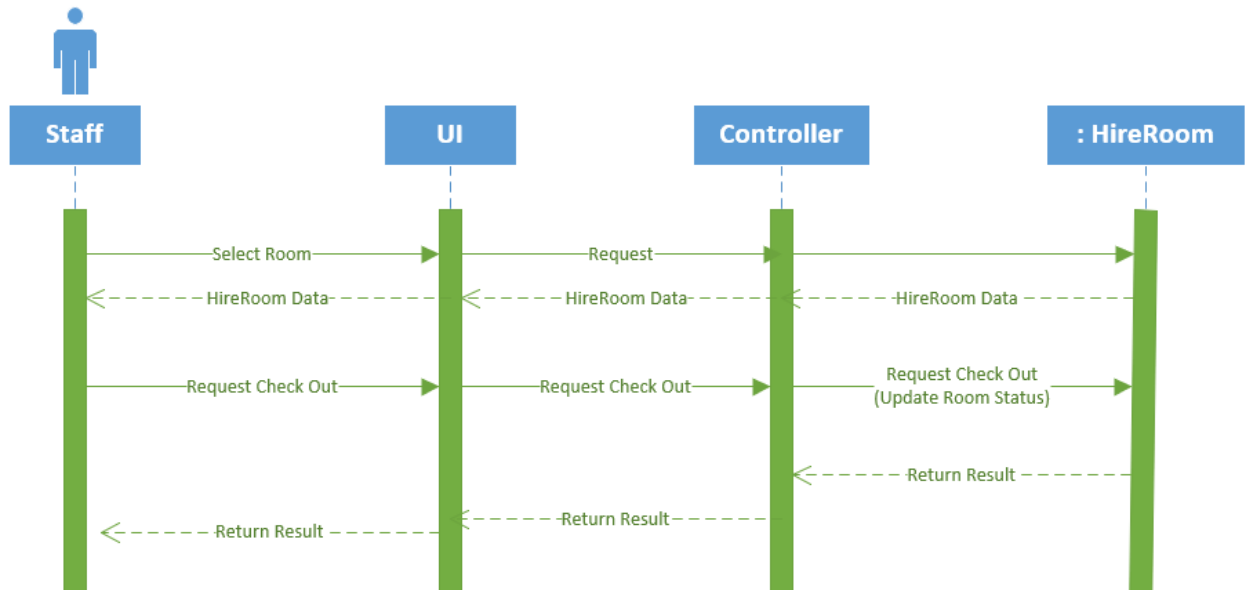 Staff
UI
Controller
: HireRoom
Select Room
Request
HireRoom Data
HireRoom Data
HireRoom Data
Request Check Out
Request Check Out
Request Check Out
(Update Room Status)
Return Result
Return Result
Return Result